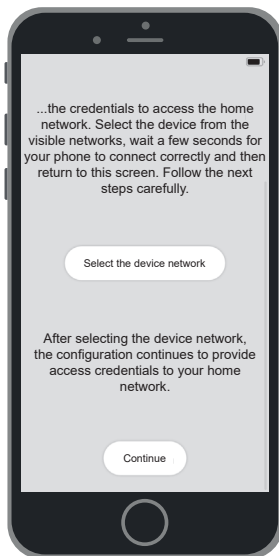 ...the credentials to access the home
network. Select the device from the
visible networks, wait a few seconds for
your phone to connect correctly and then
return to this screen. Follow the next
steps carefully.
Select the device network
After selecting the device network,
the configuration continues to provide
access credentials to your home
network.
Continue